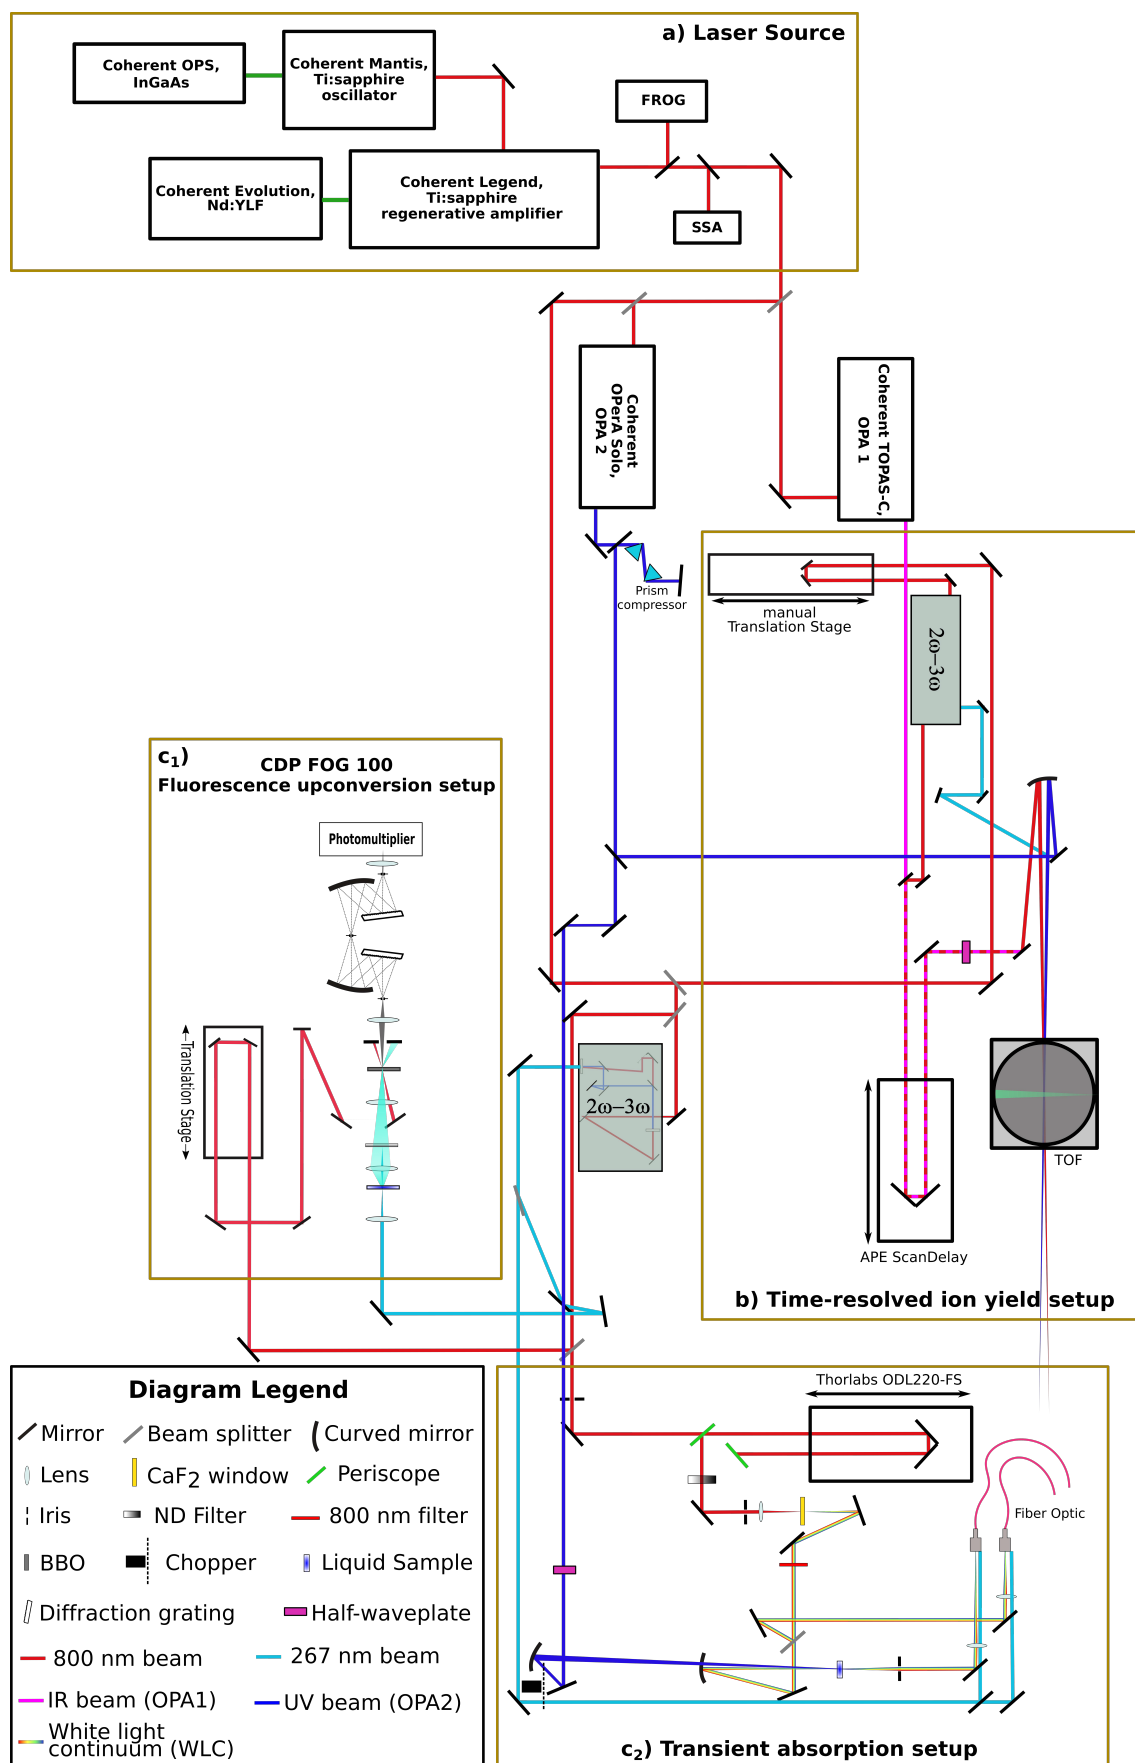 a) Laser Source
Coherent OPS,
InGaAs
Coherent Mantis,
Ti:sapphire
oscillator
FROG
Coherent Evolution,
Nd:YLF
Coherent Legend,
Ti:sapphire
regenerative amplifier
SSA
Coherent
OPerA Solo,
OPA 2
Coherent TOPAS-C,
OPA 1
Prism
compressor
manual
Translation Stage
2ω−3ω
c1)
CDP FOG 100
Fluorescence upconversion setup
Photomultiplier
Translation Stage
2ω−3ω
TOF
APE ScanDelay
b) Time-resolved ion yield setup
Diagram Legend
Mirror
Beam splitter
Curved mirror
Lens
CaF2 window
Periscope
Iris
ND Filter
800 nm filter
BBO
Chopper
Liquid Sample
Diffraction grating
Half-waveplate
800 nm beam
267 nm beam
IR beam (OPA1)
UV beam (OPA2)
White light
continuum (WLC)
Thorlabs ODL220-FS
Fiber Optic
c2) Transient absorption setup